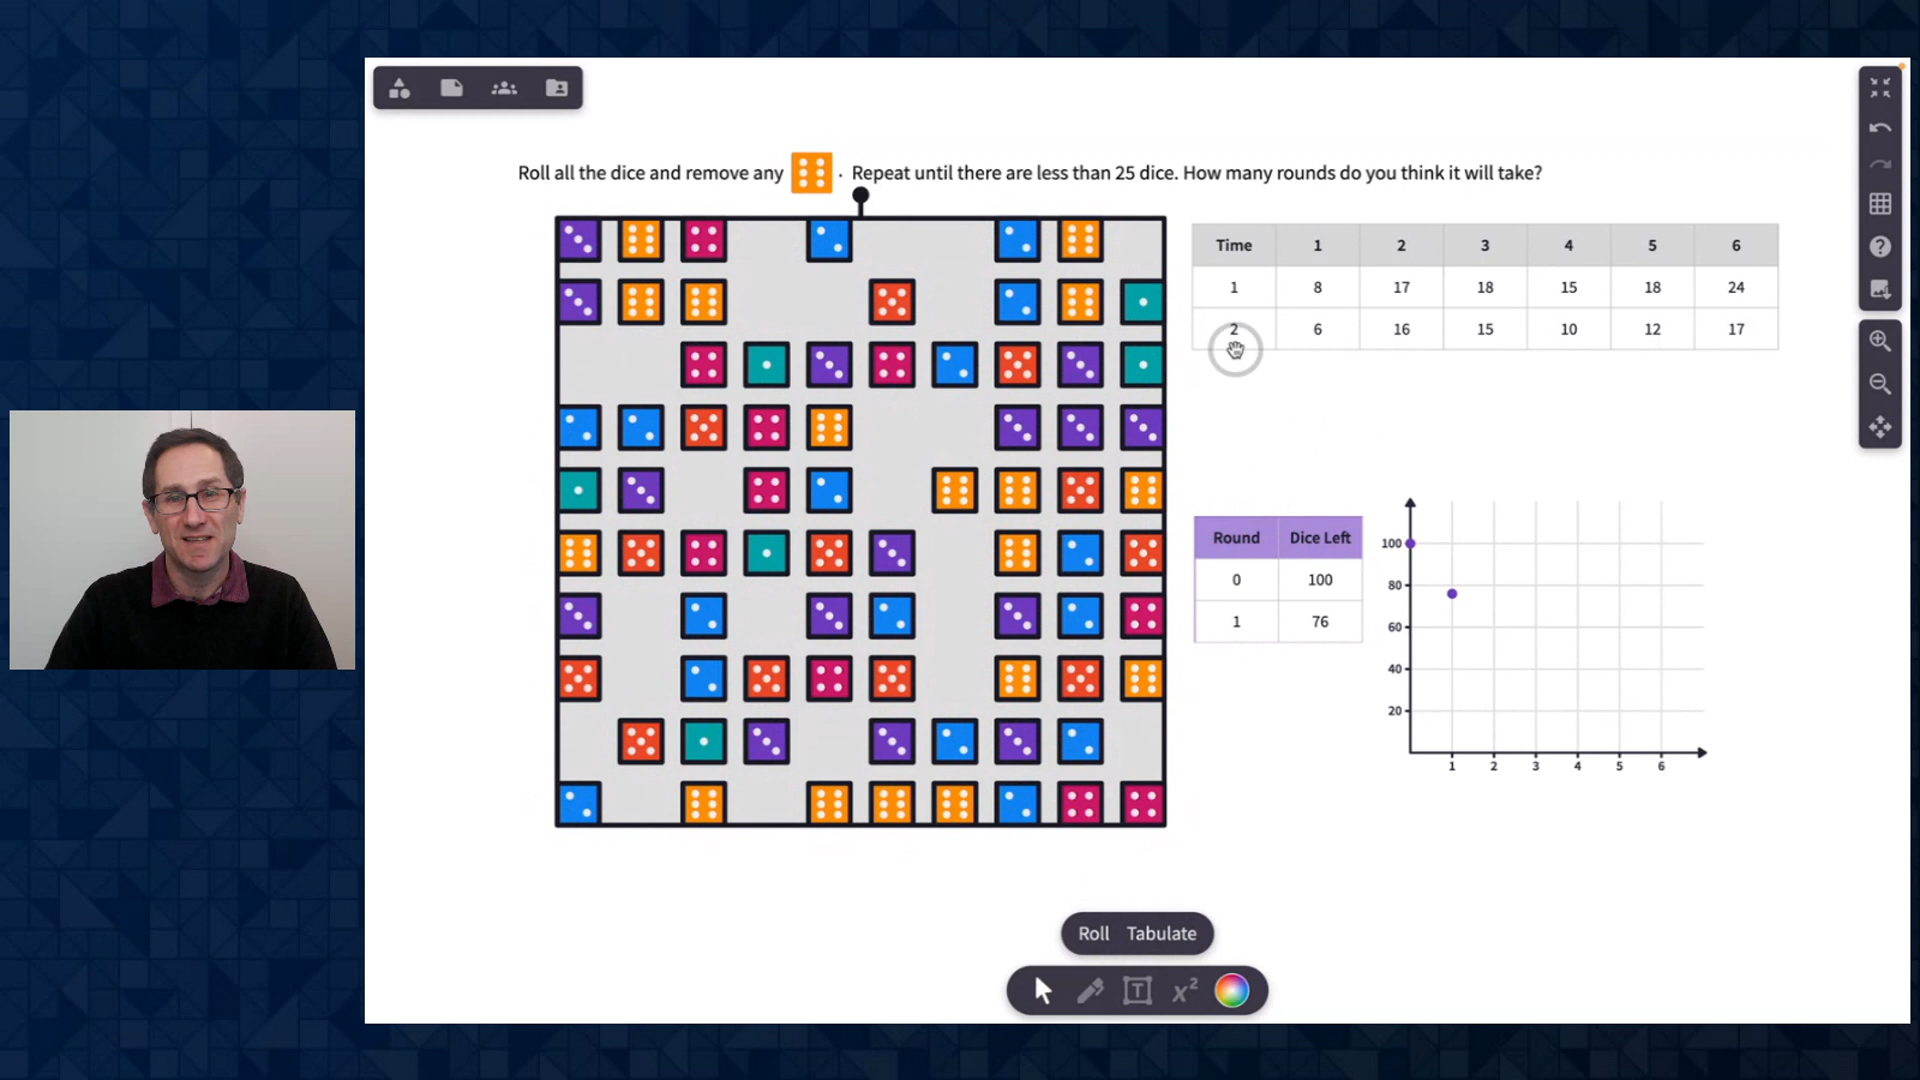 Roll all the dice and remove any . Repeat until there are less than 25 dice. How many rounds do you think it will take?
Time 1 2 3 4 5 6
1 8 17 18 15 18 24
2 6 16 15 10 12 17
Round Dice Left
0 100
1 76
100
80
60
40
20
1 2 3 4 5 6
Roll Tabulate
T x²